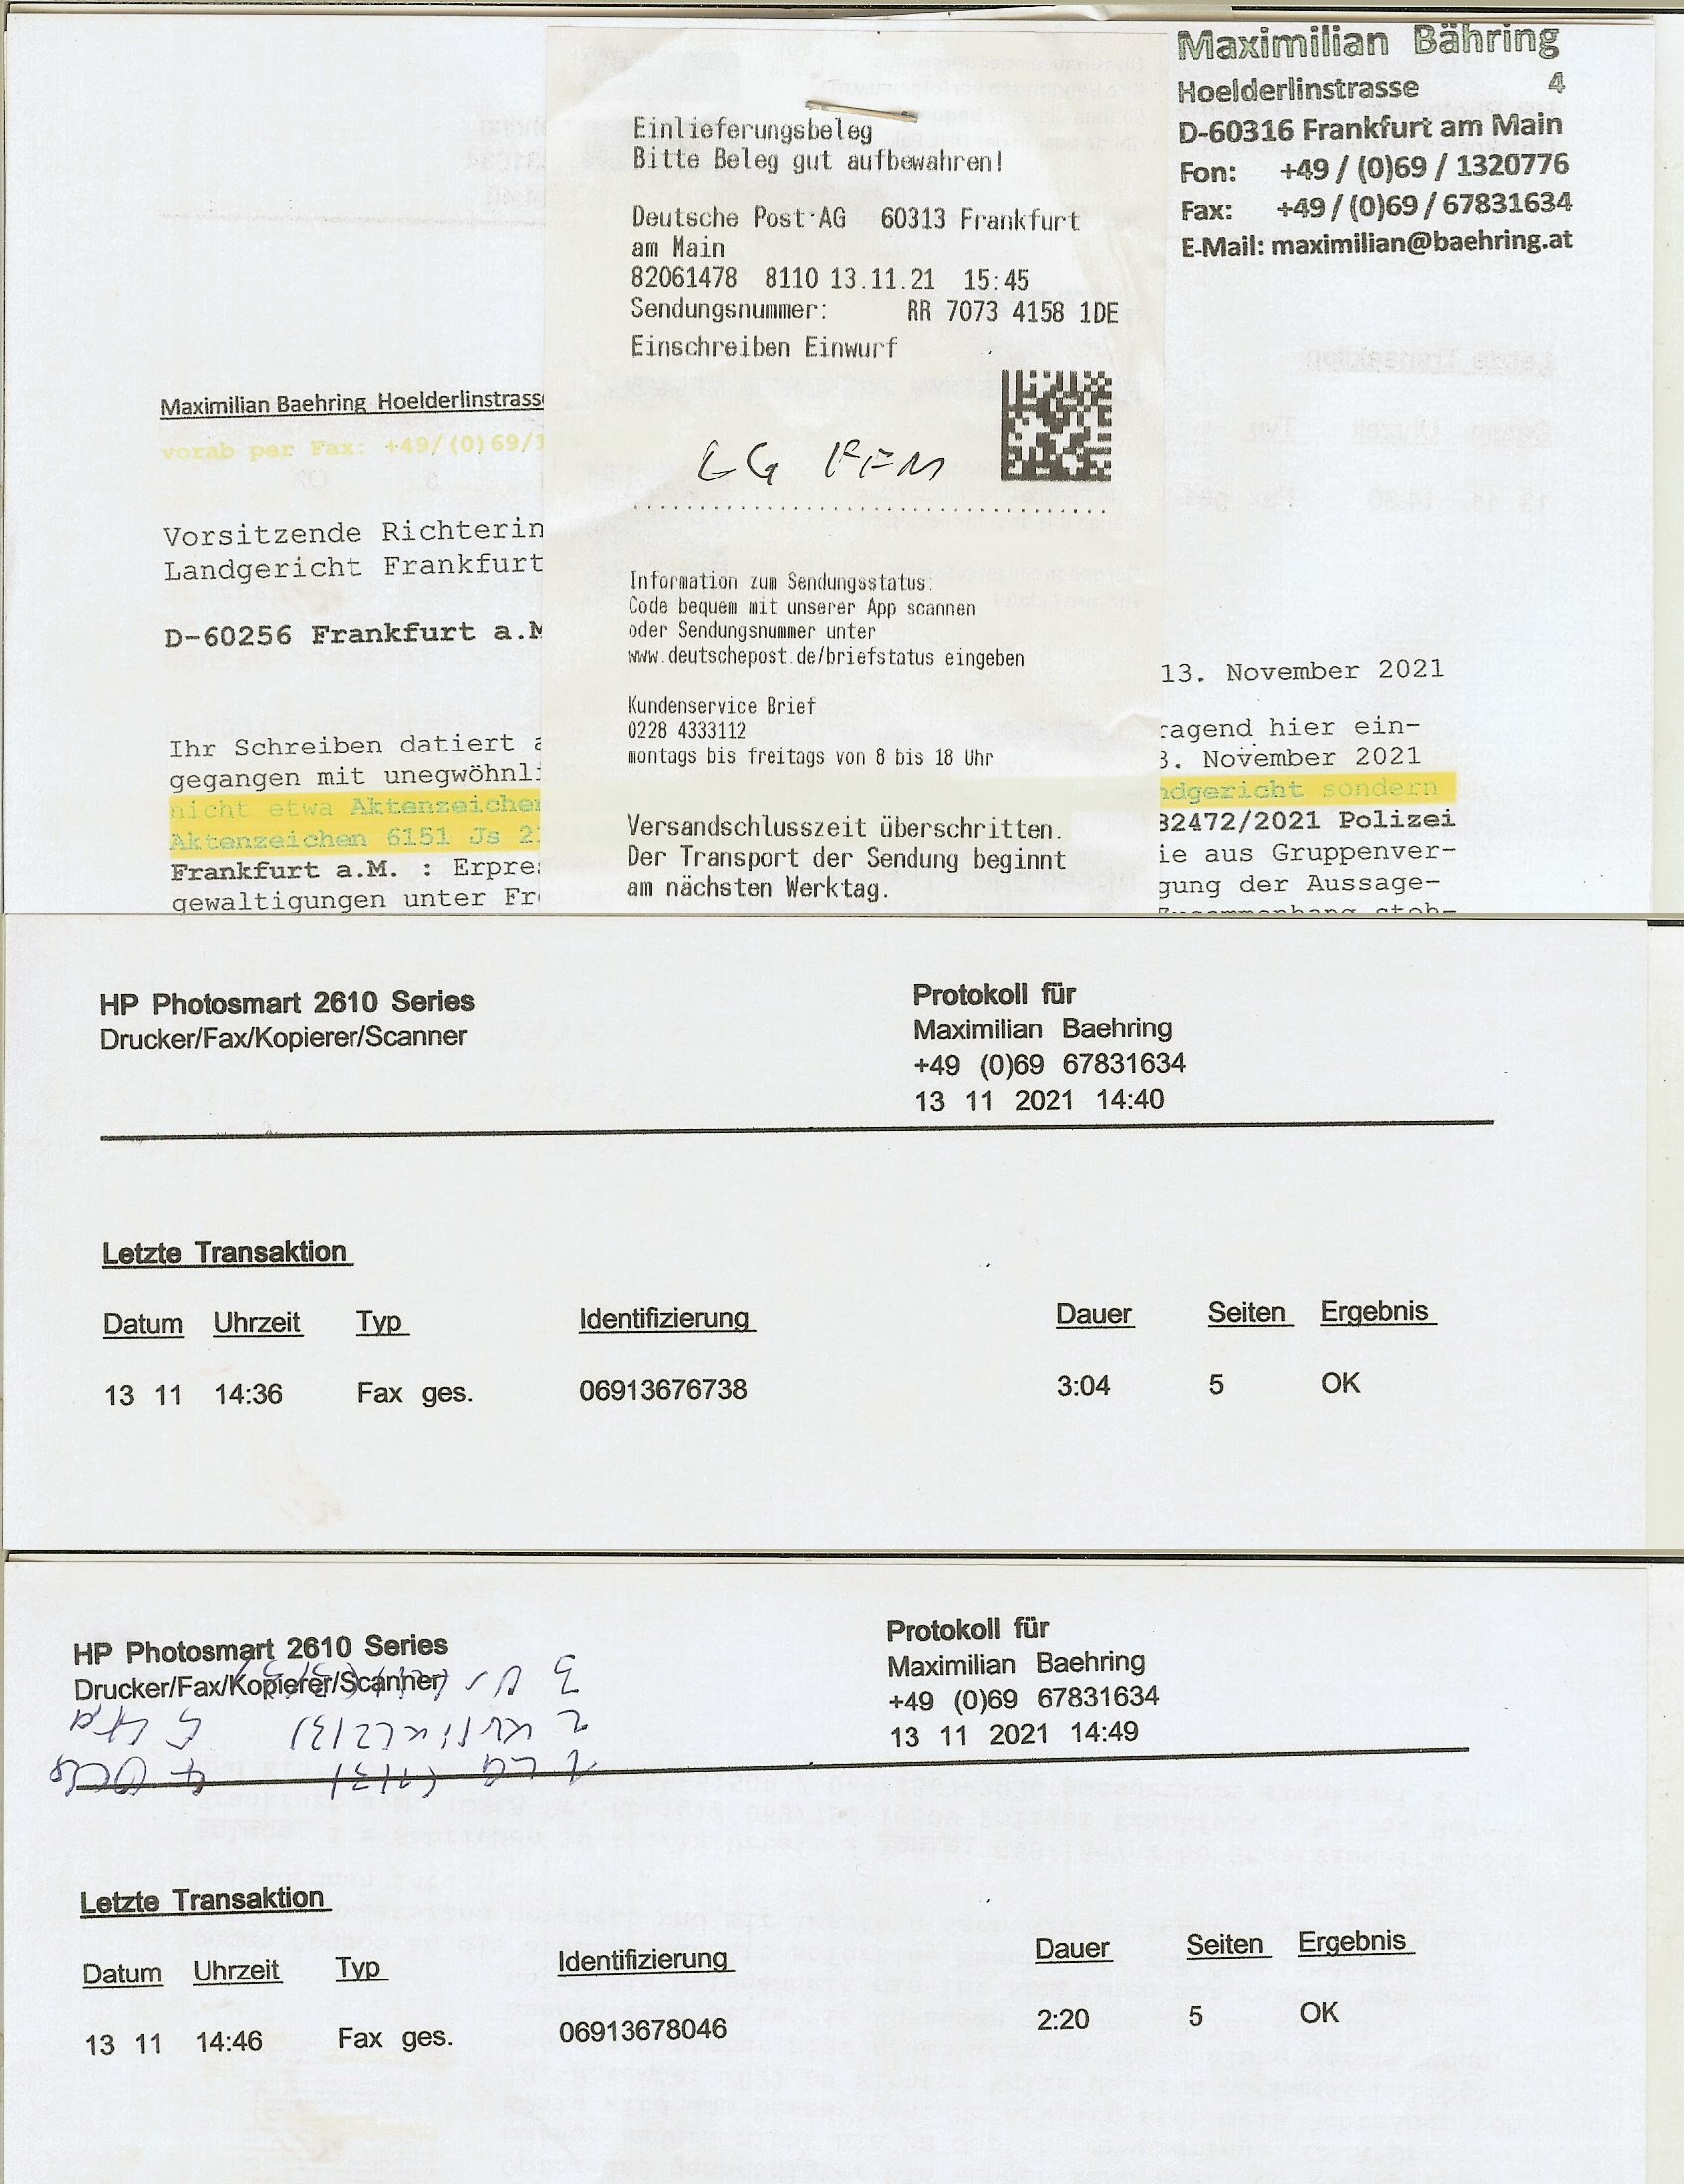 Maximilian Bähring
Hoelderlinstrasse 4
D-60316 Frankfurt am Main
Fon: +49 / (0)69 / 1320776
Fax: +49 / (0)69 / 67831634
E-Mail: maximilian@baehring.at
Einlieferungsbeleg
Bitte Beleg gut aufbewahren!
Deutsche Post AG 60313 Frankfurt
am Main
82061478 8110 13.11.21 15:45
Sendungsnummer: RR 7073 4158 1DE
Einschreiben Einwurf
LG FFM
Information zum Sendungsstatus:
Code bequem mit unserer App scannen
oder Sendungsnummer unter
www.deutschepost.de/briefstatus eingeben
Kundenservice Brief
0228 4333112
montags bis freitags von 8 bis 18 Uhr
Versandschlusszeit überschritten.
Der Transport der Sendung beginnt
am nächsten Werktag.
Maximilian Baehring Hoelderlinstrass
vorab per Fax: +49/(0)69/1
Vorsitzende Richterin
Landgericht Frankfurt
D-60256 Frankfurt a.M
13. November 2021
Ihr Schreiben datiert a ragend hier ein-
gegangen mit unegwöhnli 3. November 2021
nicht etwa Aktenzeichen ndgericht sondern
Aktenzeichen 6151 Js 2 82472/2021 Polizei
Frankfurt a.M. : Erpre ie aus Gruppenver-
gewaltigungen unter Fr gung der Aussage-
HP Photosmart 2610 Series
Drucker/Fax/Kopierer/Scanner
Protokoll für
Maximilian Baehring
+49 (0)69 67831634
13 11 2021 14:40
Letzte Transaktion
Datum Uhrzeit Typ Identifizierung Dauer Seiten Ergebnis
13 11 14:36 Fax ges. 06913676738 3:04 5 OK
HP Photosmart 2610 Series
Drucker/Fax/Kopierer/Scanner
Protokoll für
Maximilian Baehring
+49 (0)69 67831634
13 11 2021 14:49
Letzte Transaktion
Datum Uhrzeit Typ Identifizierung Dauer Seiten Ergebnis
13 11 14:46 Fax ges. 06913678046 2:20 5 OK